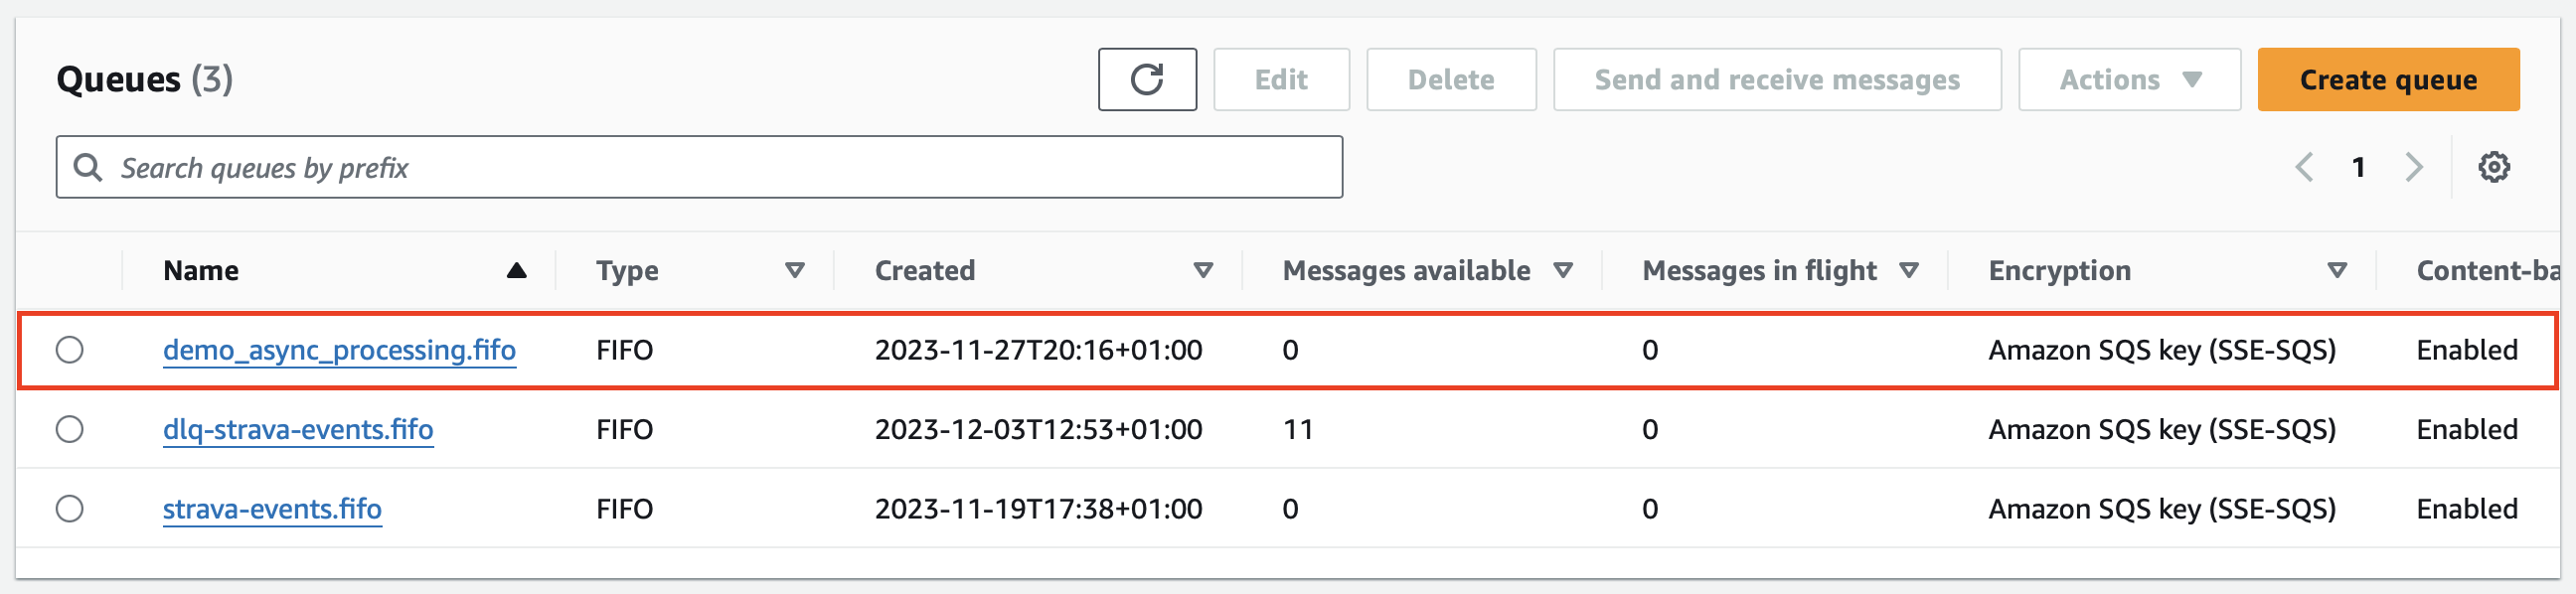 Queues (3)
Edit
Delete
Send and receive messages
Actions
Create queue
Search queues by prefix
1
Name Type Created Messages available Messages in flight Encryption Content-ba
demo_async_processing.fifo FIFO 2023-11-27T20:16+01:00 0 0 Amazon SQS key (SSE-SQS) Enabled
dlq-strava-events.fifo FIFO 2023-12-03T12:53+01:00 11 0 Amazon SQS key (SSE-SQS) Enabled
strava-events.fifo FIFO 2023-11-19T17:38+01:00 0 0 Amazon SQS key (SSE-SQS) Enabled